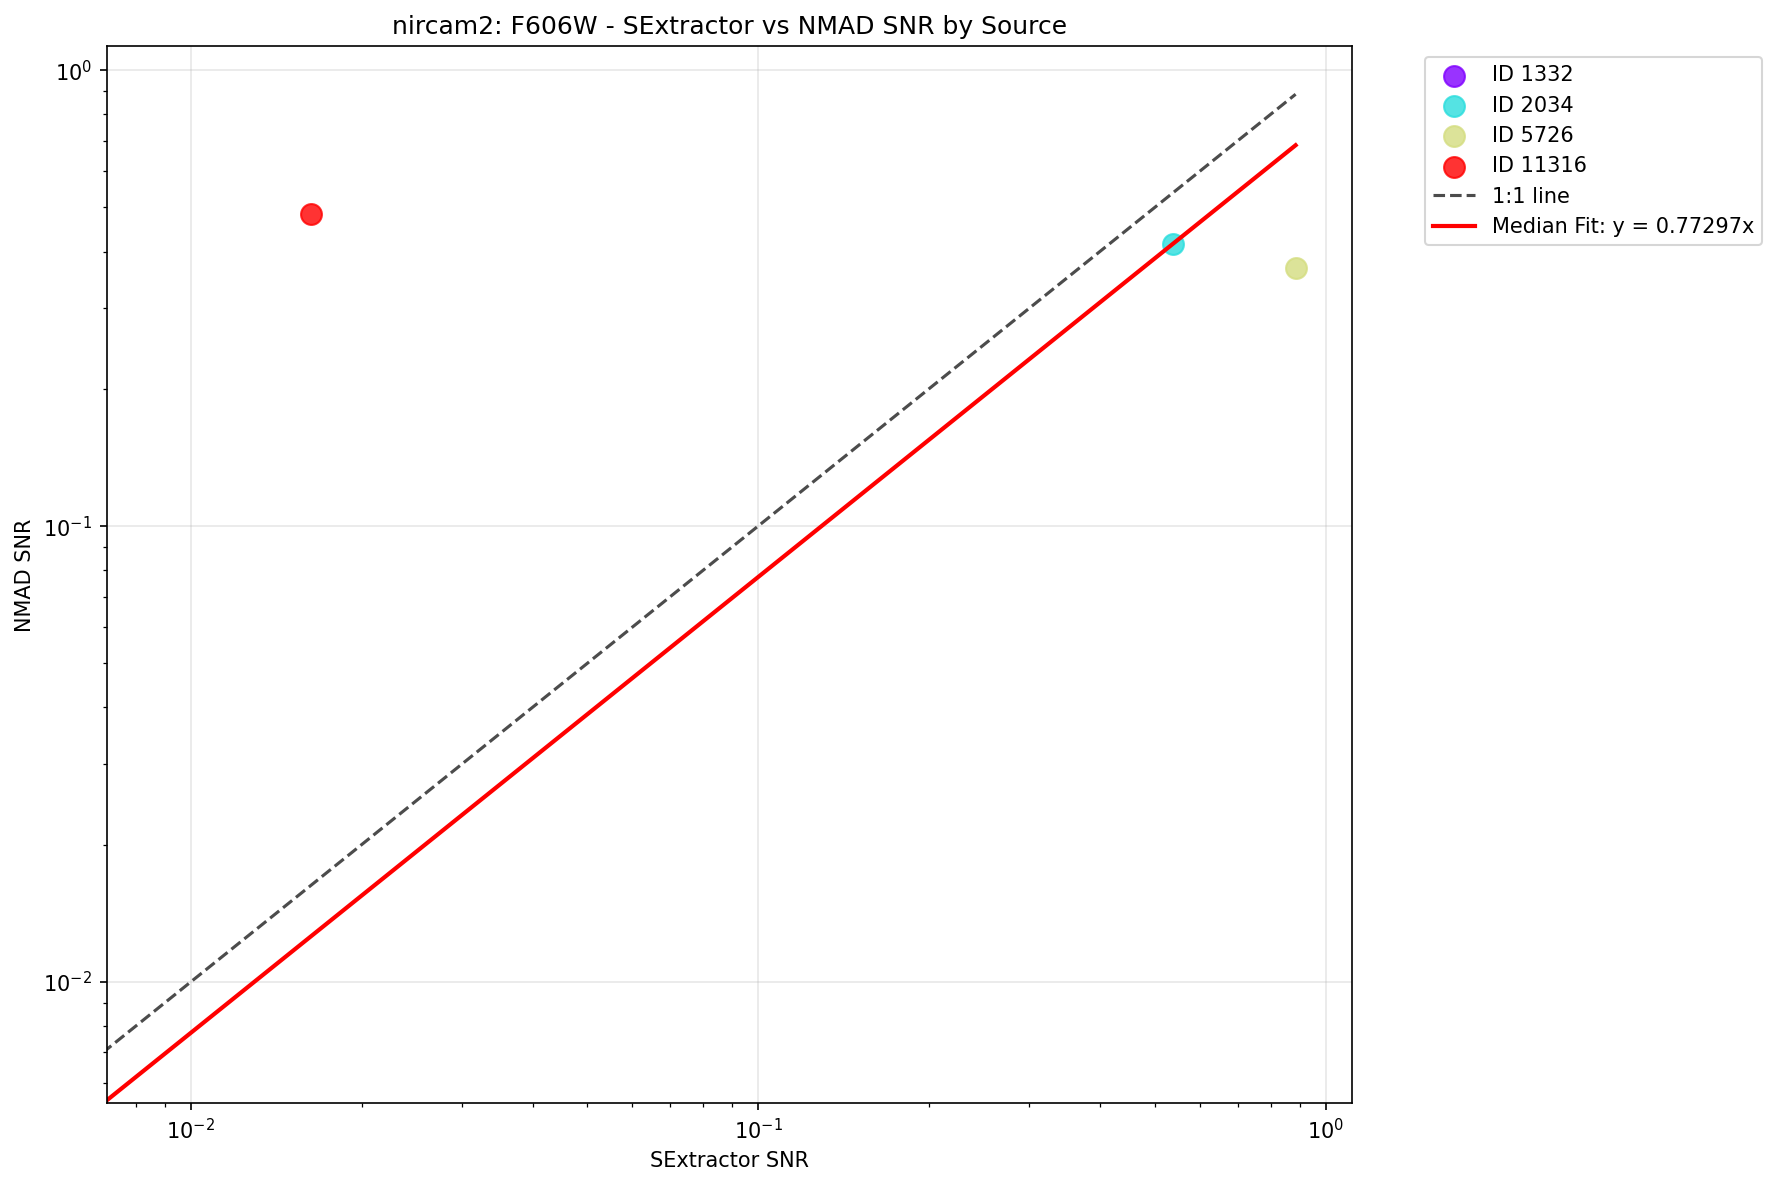 nircam2: F606W - SExtractor vs NMAD SNR by Source
10⁰
10⁻¹
10⁻²
NMAD SNR
10⁻²
10⁻¹
10⁰
SExtractor SNR
ID 1332
ID 2034
ID 5726
ID 11316
1:1 line
Median Fit: y = 0.77297x